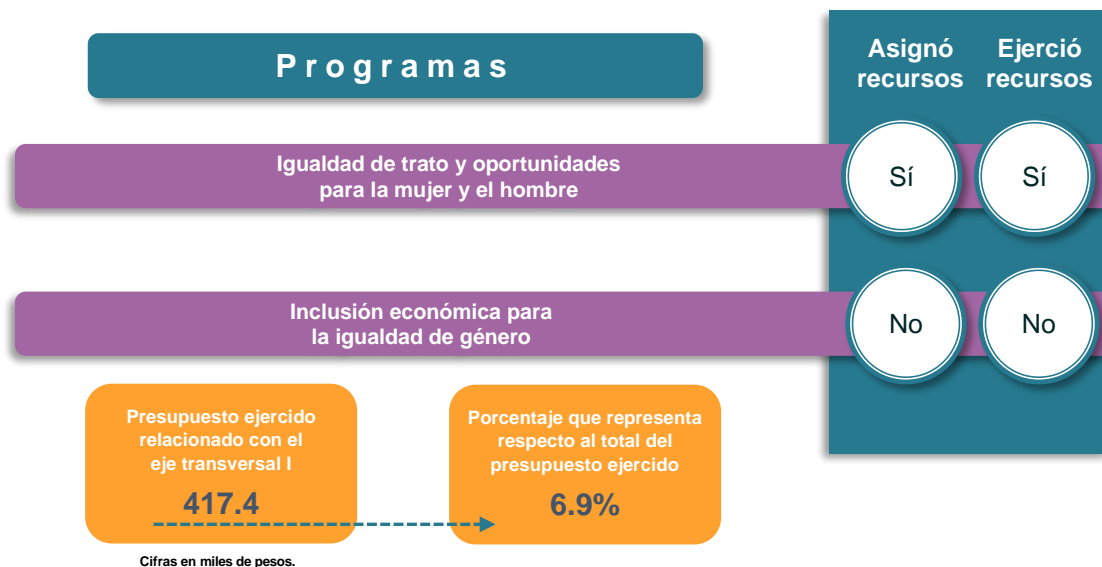 Programas
Asignó
recursos
Ejerció
recursos
Igualdad de trato y oportunidades
para la mujer y el hombre
Sí
Sí
Inclusión económica para
la igualdad de género
No
No
Presupuesto ejercido
relacionado con el
eje transversal I
417.4
Porcentaje que representa
respecto al total del
presupuesto ejercido
6.9%
Cifras en miles de pesos.